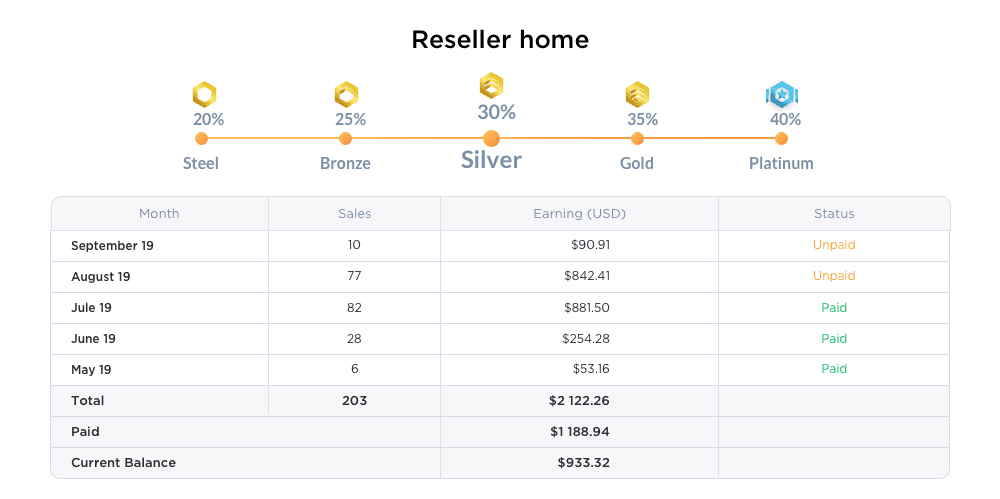 Reseller home
20% 25% 30% 35% 40%
Steel Bronze Silver Gold Platinum
Month Sales Earning (USD) Status
September 19 10 $90.91 Unpaid
August 19 77 $842.41 Unpaid
Jule 19 82 $881.50 Paid
June 19 28 $254.28 Paid
May 19 6 $53.16 Paid
Total 203 $2 122.26
Paid $1 188.94
Current Balance $933.32